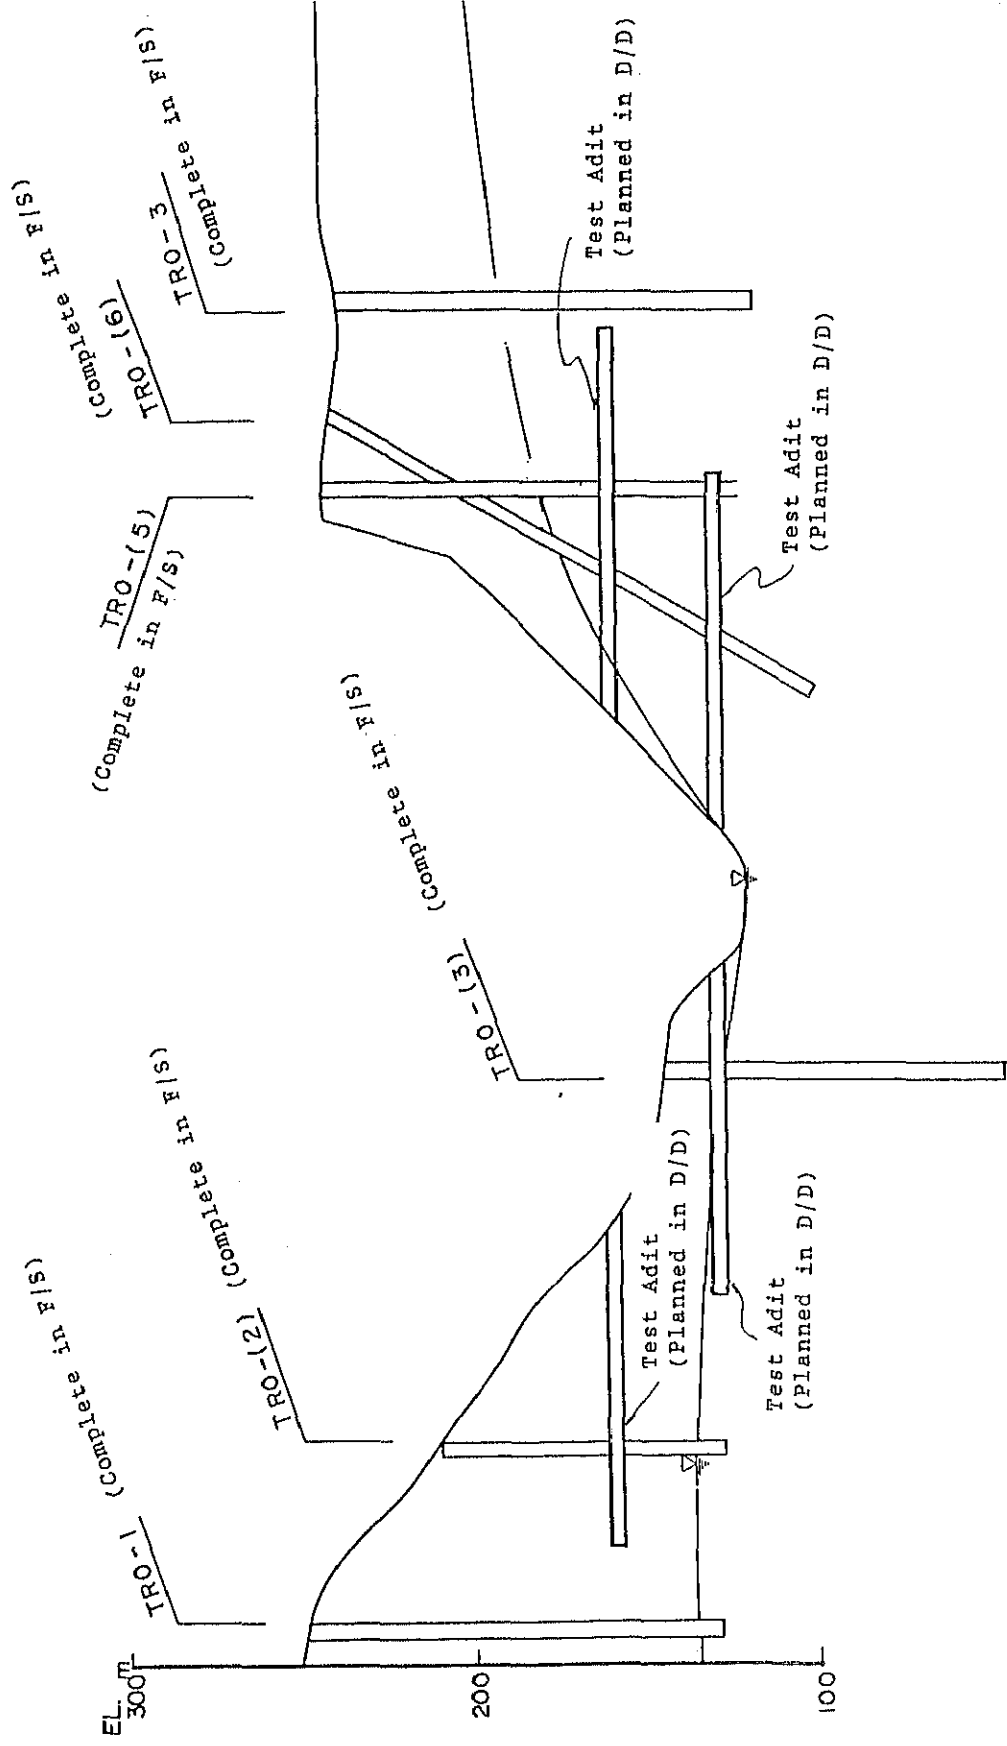 EL. m
300
200
100
TRO-1 (Complete in F/S)
TRO-(2) (Complete in F/S)
TRO-(3) (Complete in F/S)
TRO-(5)
(Complete in F/S)
(Complete in F/S)
TRO-(6)
TRO-3
(Complete in F/S)
Test Adit
(Planned in D/D)
Test Adit
(Planned in D/D)
Test Adit
(Planned in D/D)
Test Adit
(Planned in D/D)